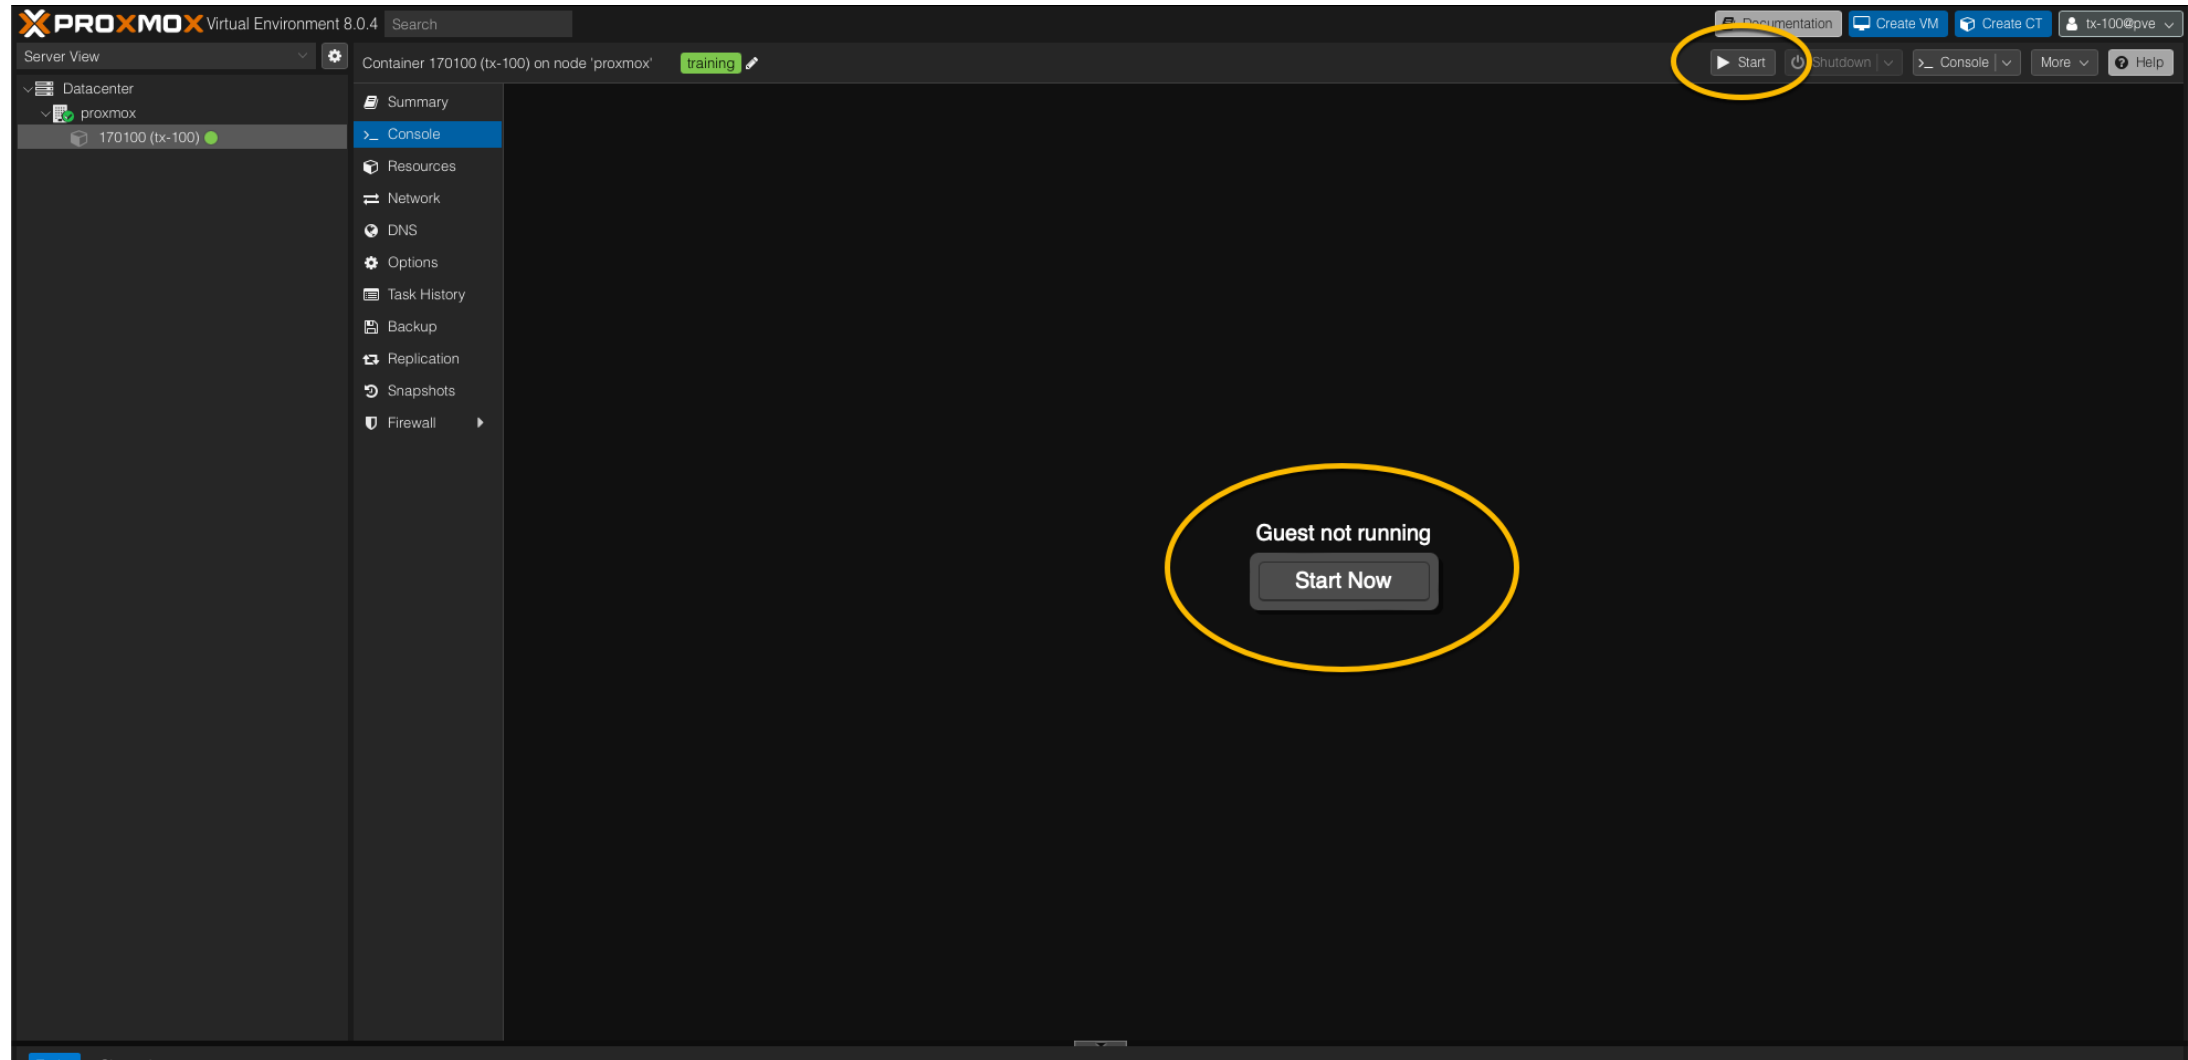 PROXMOX Virtual Environment 8.0.4 Search
Documentation Create VM Create CT tx-100@pve
Server View
Container 170100 (tx-100) on node 'proxmox' training
Start Shutdown Console More Help
Datacenter
proxmox
170100 (tx-100)
Summary
Console
Resources
Network
DNS
Options
Task History
Backup
Replication
Snapshots
Firewall
Guest not running
Start Now